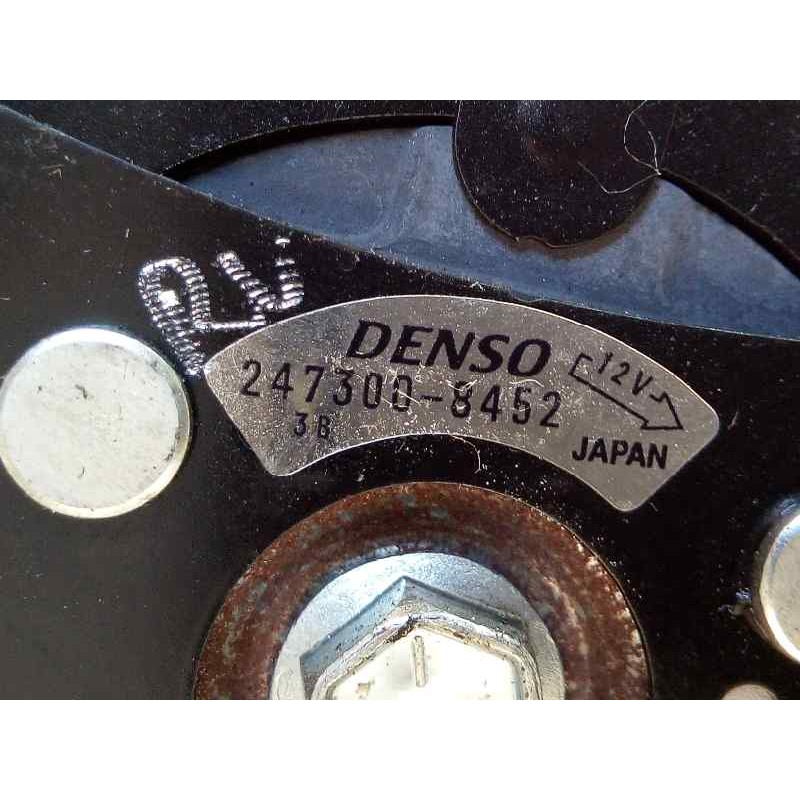 DENSO
247300-8452
12V
3B
JAPAN